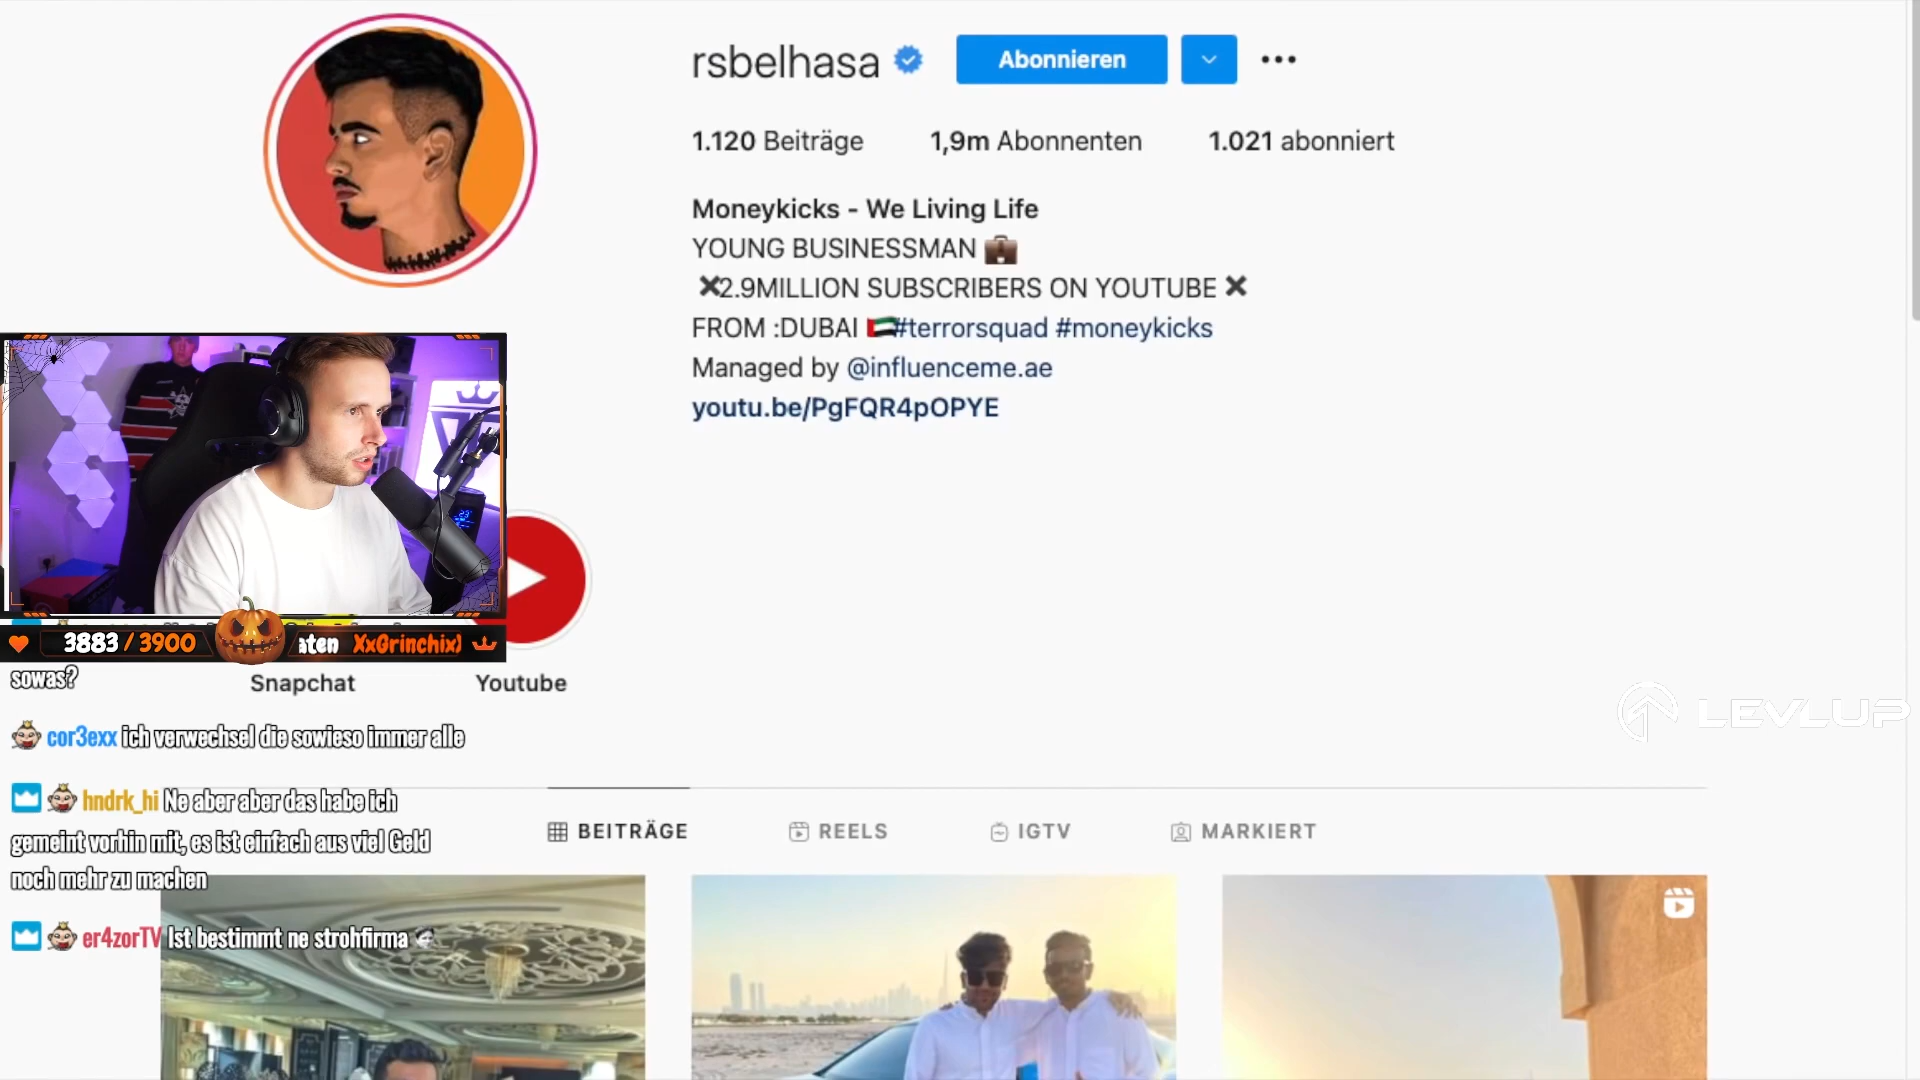 rsbelhasa
Abonnieren
1.120 Beiträge
1,9m Abonnenten
1.021 abonniert
Moneykicks - We Living Life
YOUNG BUSINESSMAN
2.9MILLION SUBSCRIBERS ON YOUTUBE
FROM :DUBAI #terrorsquad #moneykicks
Managed by @influenceme.ae
youtu.be/PgFQR4pOPYE
3883 / 3900
aten XxGrinchixX
Snapchat
Youtube
sowas?
cor3exx ich verwechsel die sowieso immer alle
hndrk_hi Ne aber aber das habe ich
gemeint vorhin mit, es ist einfach aus viel Geld
noch mehr zu machen
er4zorTV Ist bestimmt ne strohfirma
LEVLUP
BEITRÄGE
REELS
IGTV
MARKIERT